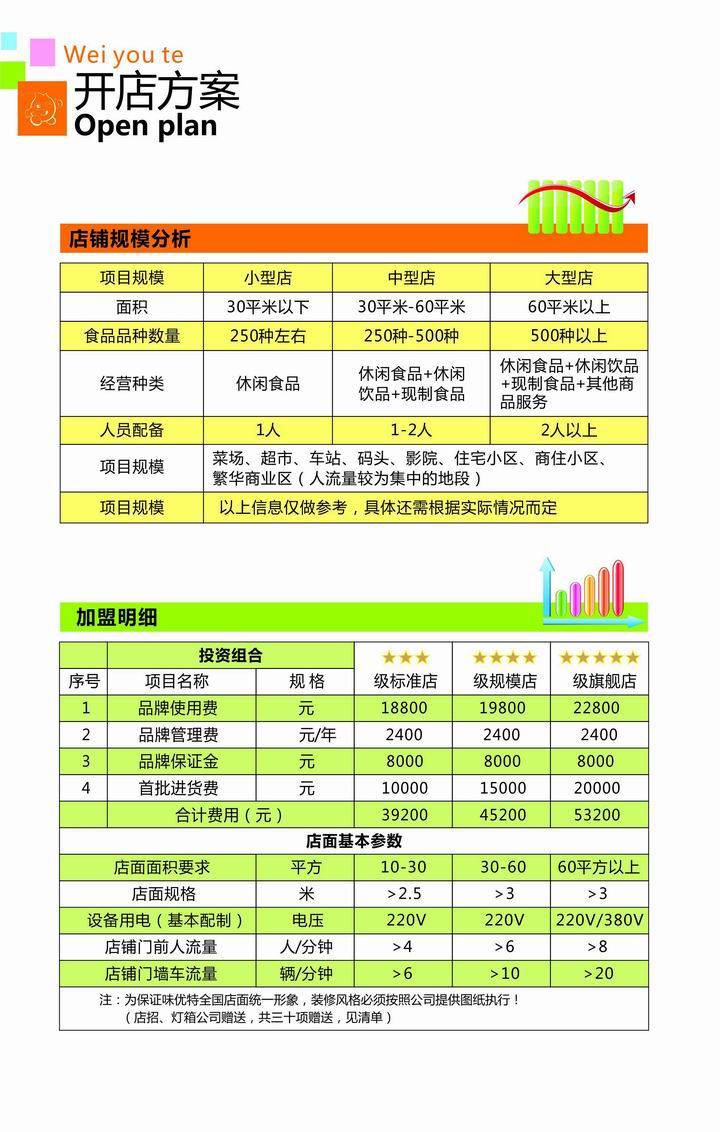 Wei you te
开店方案
Open plan
店铺规模分析
项目规模 小型店 中型店 大型店
面积 30平米以下 30平米-60平米 60平米以上
食品品种数量 250种左右 250种-500种 500种以上
经营种类 休闲食品 休闲食品+休闲饮品+现制食品 休闲食品+休闲饮品+现制食品+其他商品服务
人员配备 1人 1-2人 2人以上
项目规模 菜场、超市、车站、码头、影院、住宅小区、商住小区、
繁华商业区（人流量较为集中的地段）
项目规模 以上信息仅做参考，具体还需根据实际情况而定
加盟明细
投资组合 ★★★ ★★★★ ★★★★★
序号 项目名称 规 格 级标准店 级规模店 级旗舰店
1 品牌使用费 元 18800 19800 22800
2 品牌管理费 元/年 2400 2400 2400
3 品牌保证金 元 8000 8000 8000
4 首批进货费 元 10000 15000 20000
合计费用（元） 39200 45200 53200
店面基本参数
店面面积要求 平方 10-30 30-60 60平方以上
店面规格 米 >2.5 >3 >3
设备用电（基本配制） 电压 220V 220V 220V/380V
店铺门前人流量 人/分钟 >4 >6 >8
店铺门墙车流量 辆/分钟 >6 >10 >20
注：为保证味优特全国店面统一形象，装修风格必须按照公司提供图纸执行！
（店招、灯箱公司赠送，共三十项赠送，见清单）